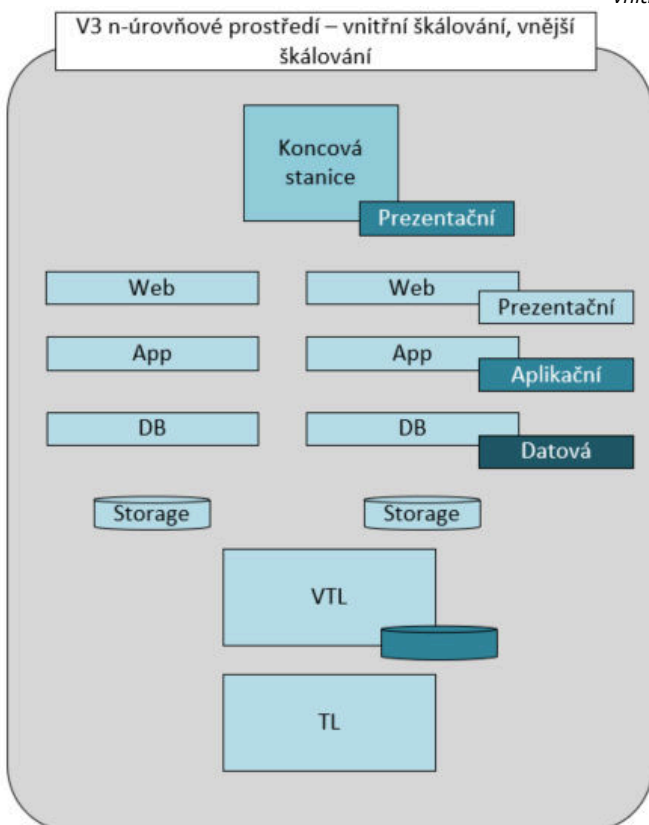 V3 n-úrovňové prostředí – vnitřní škálování, vnější
škálování
Koncová
stanice
Prezentační
Web
Web
Prezentační
App
App
Aplikační
DB
DB
Datová
Storage
Storage
VTL
TL